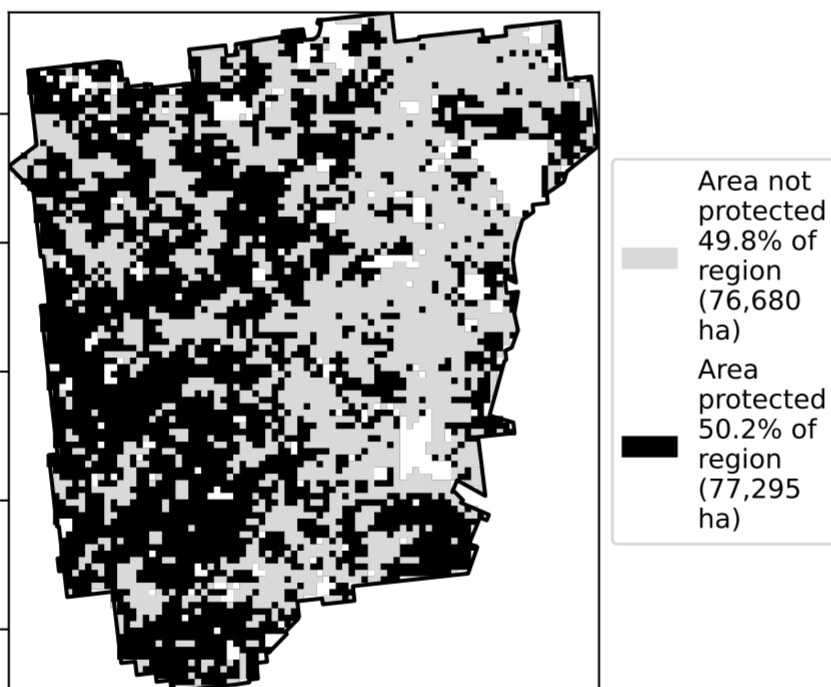 Area not
protected
49.8% of
region
(76,680
ha)
Area
protected
50.2% of
region
(77,295
ha)